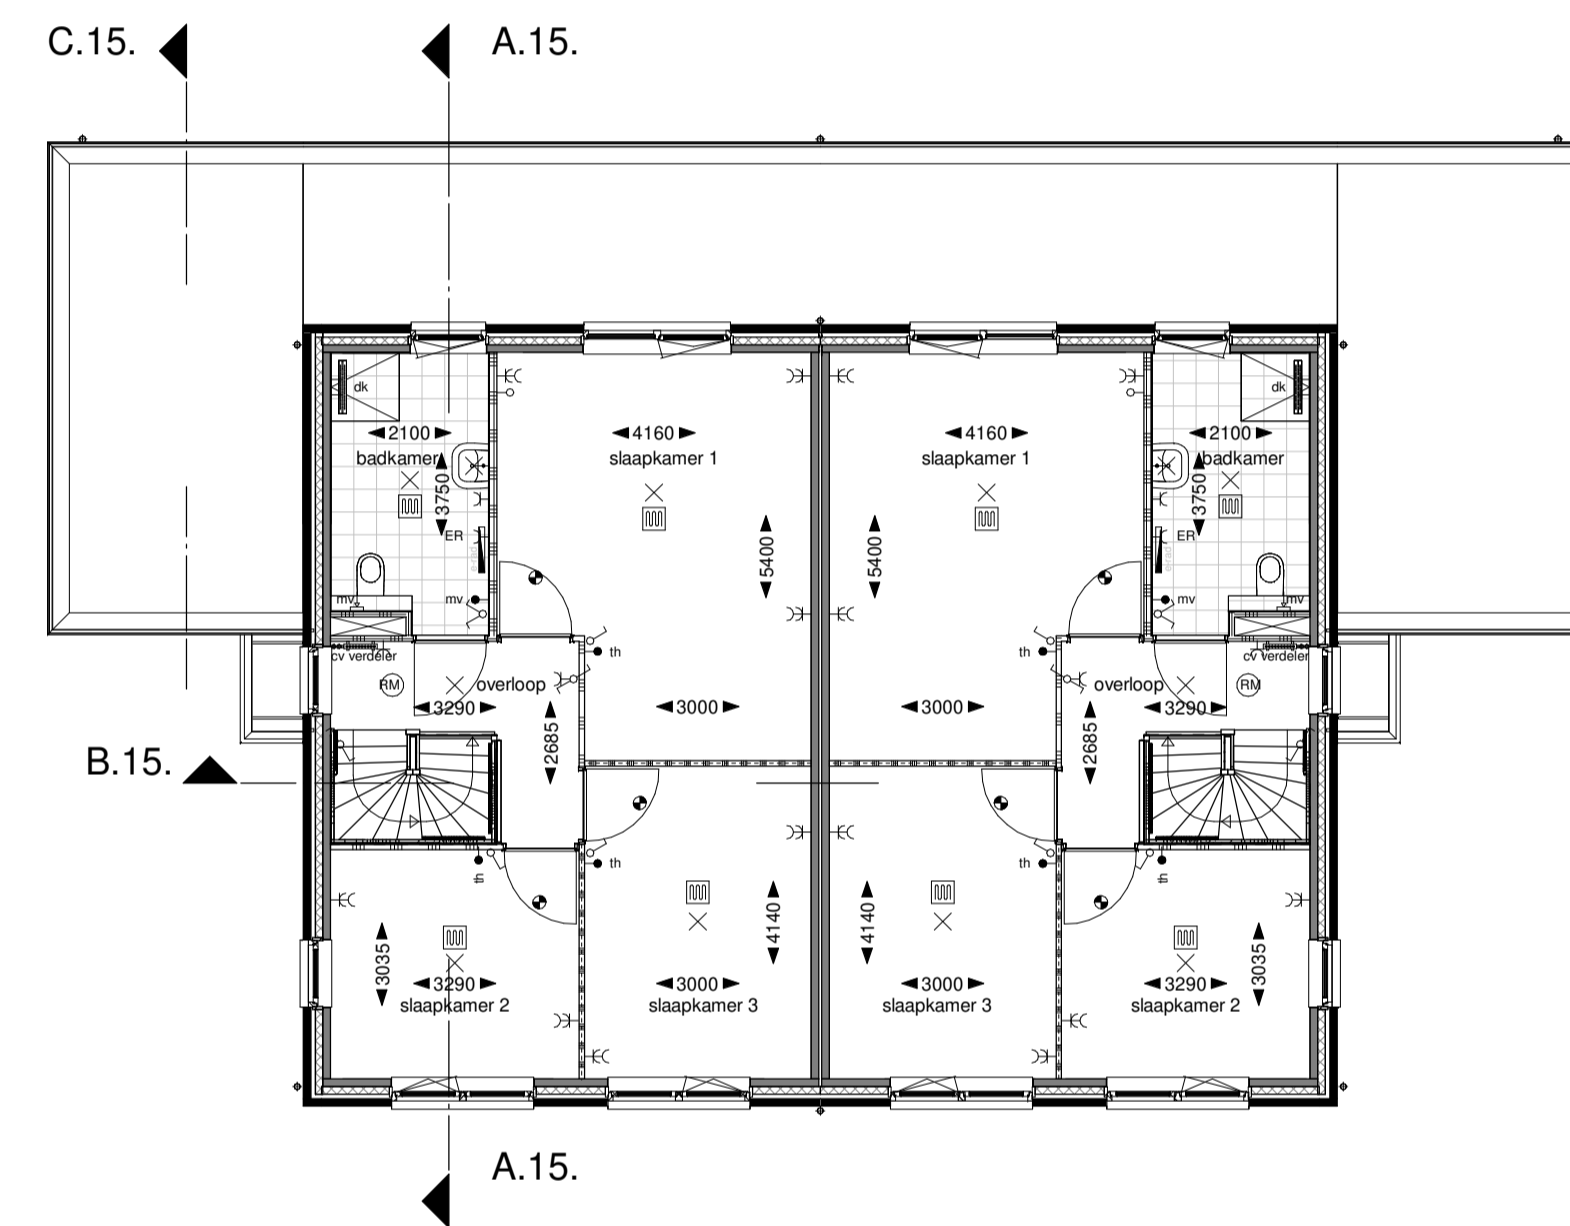 C.15.
A.15.
dk
dk
2100
4160
4160
2100
badkamer
slaapkamer 1
slaapkamer 1
badkamer
3750
3750
5400
5400
ER
ER
e-rad
e-rad
mv
mv
mv
mv
th
th
cv verdeler
cv verdeler
RM
overloop
overloop
RM
3290
3000
3000
3290
2685
2685
B.15.
th
th
th
th
4140
4140
3035
3035
3290
3000
3000
3290
slaapkamer 2
slaapkamer 3
slaapkamer 3
slaapkamer 2
A.15.